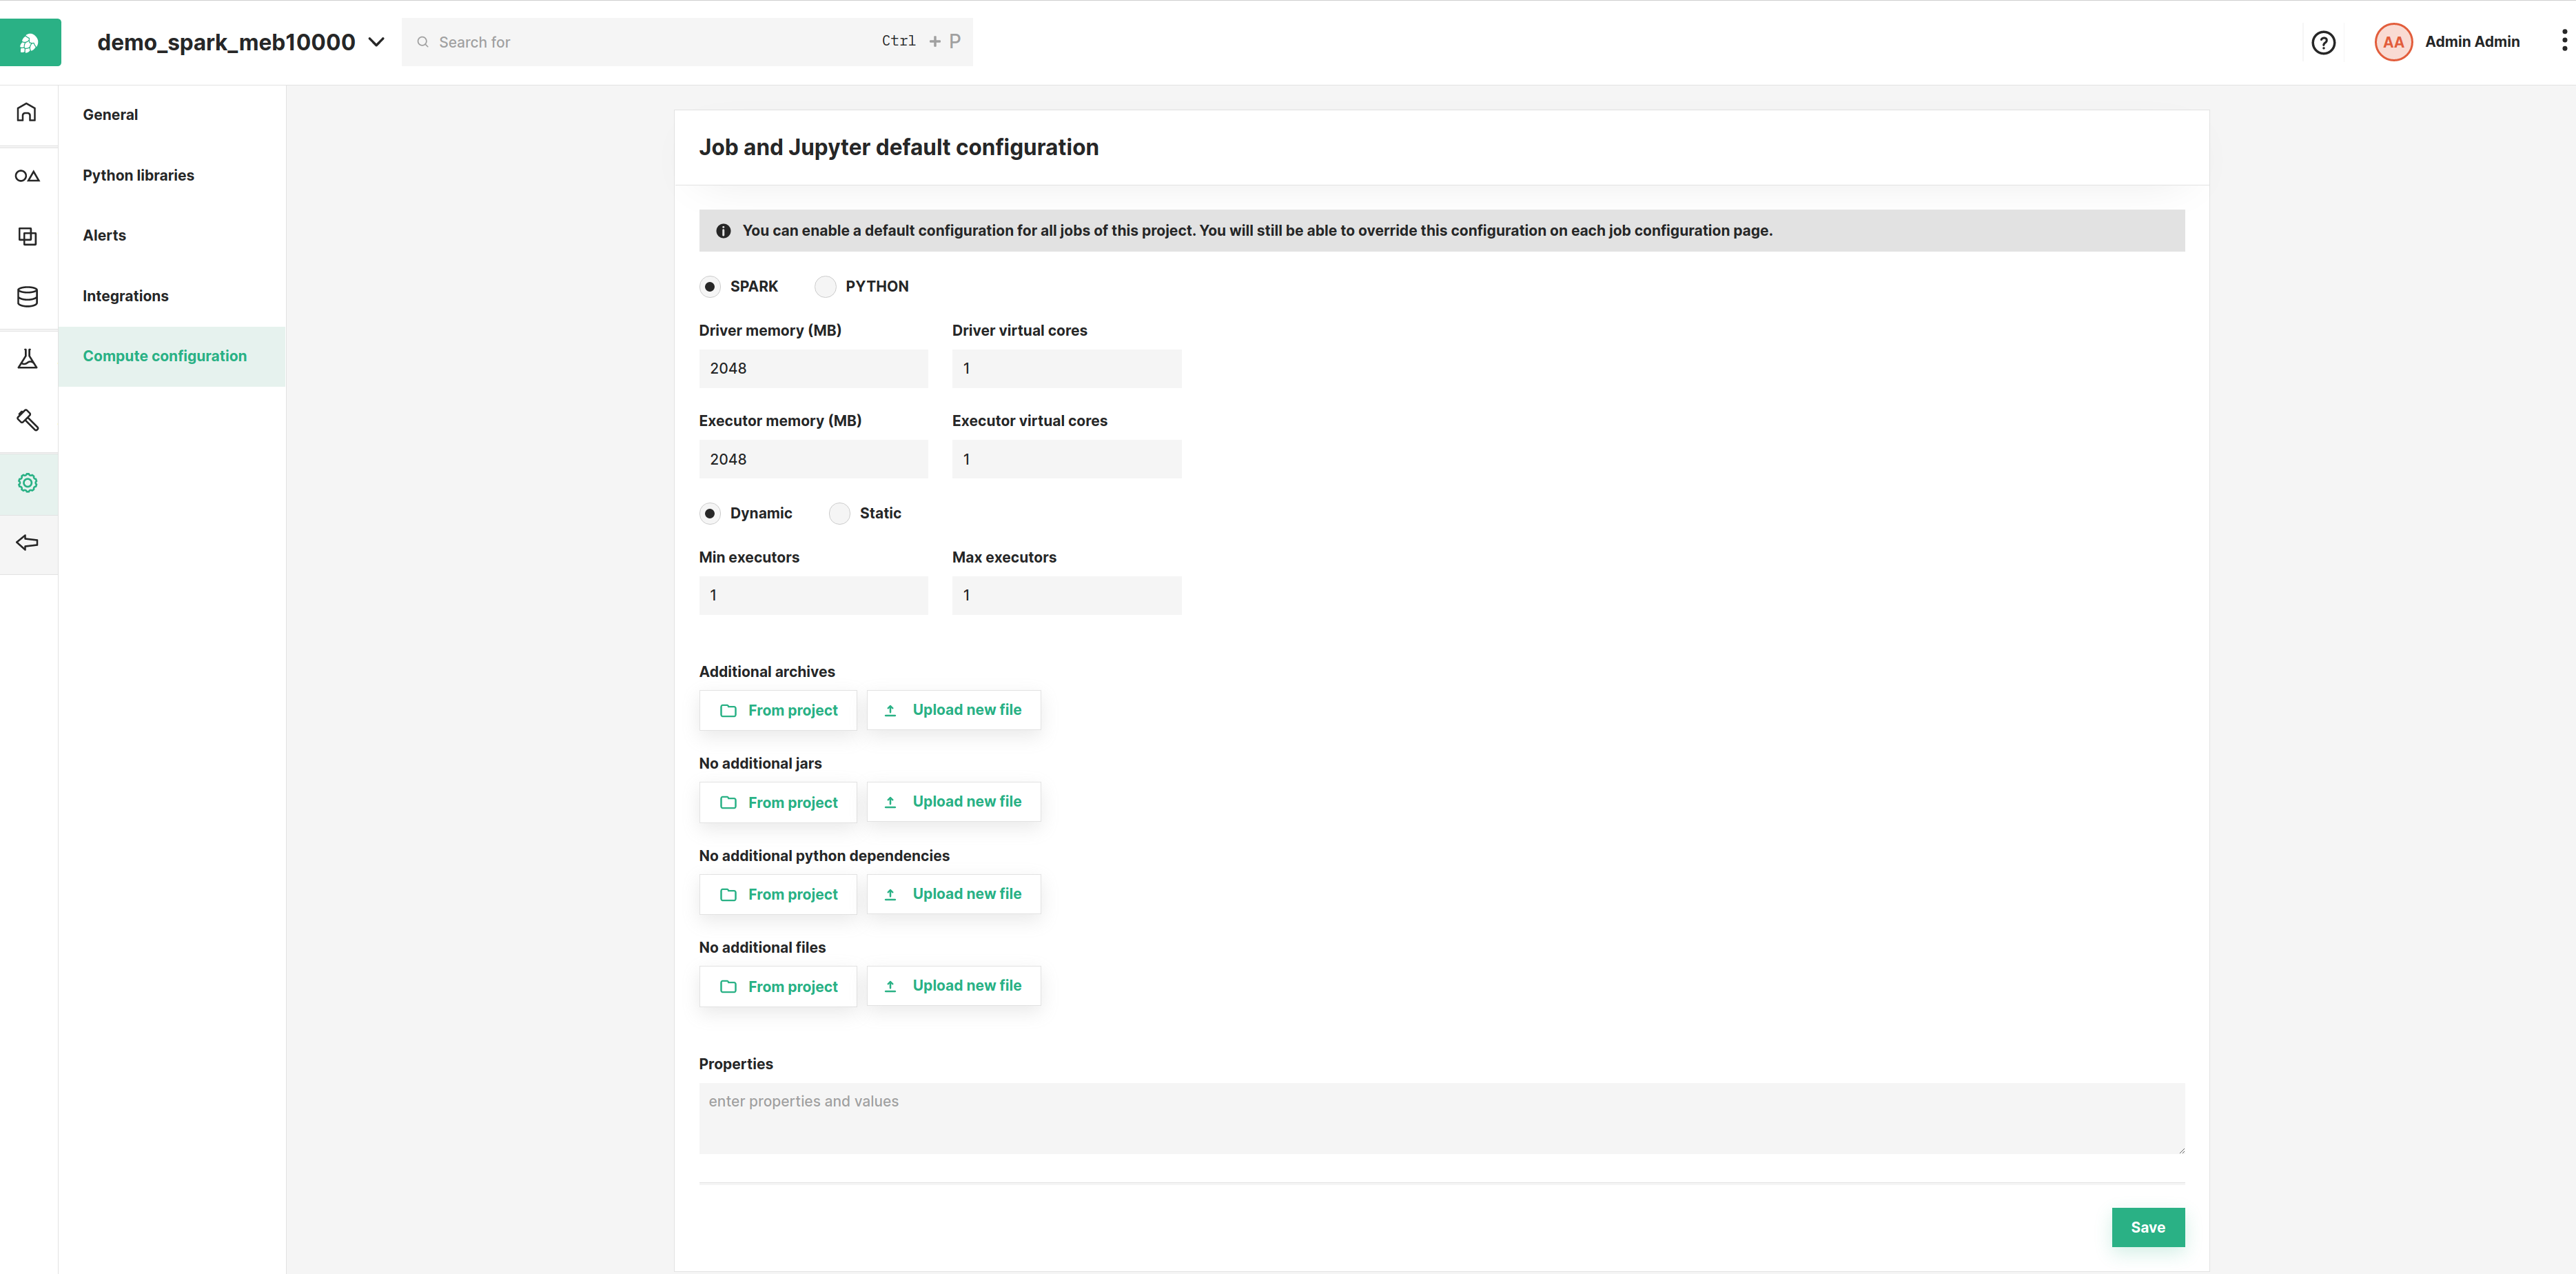 demo_spark_meb10000
Search for
Ctrl + P
?
AA
Admin Admin
General
Python libraries
Alerts
Integrations
Compute configuration
Job and Jupyter default configuration
You can enable a default configuration for all jobs of this project. You will still be able to override this configuration on each job configuration page.
SPARK
PYTHON
Driver memory (MB)
Driver virtual cores
2048
1
Executor memory (MB)
Executor virtual cores
2048
1
Dynamic
Static
Min executors
Max executors
1
1
Additional archives
From project
Upload new file
No additional jars
From project
Upload new file
No additional python dependencies
From project
Upload new file
No additional files
From project
Upload new file
Properties
enter properties and values
Save